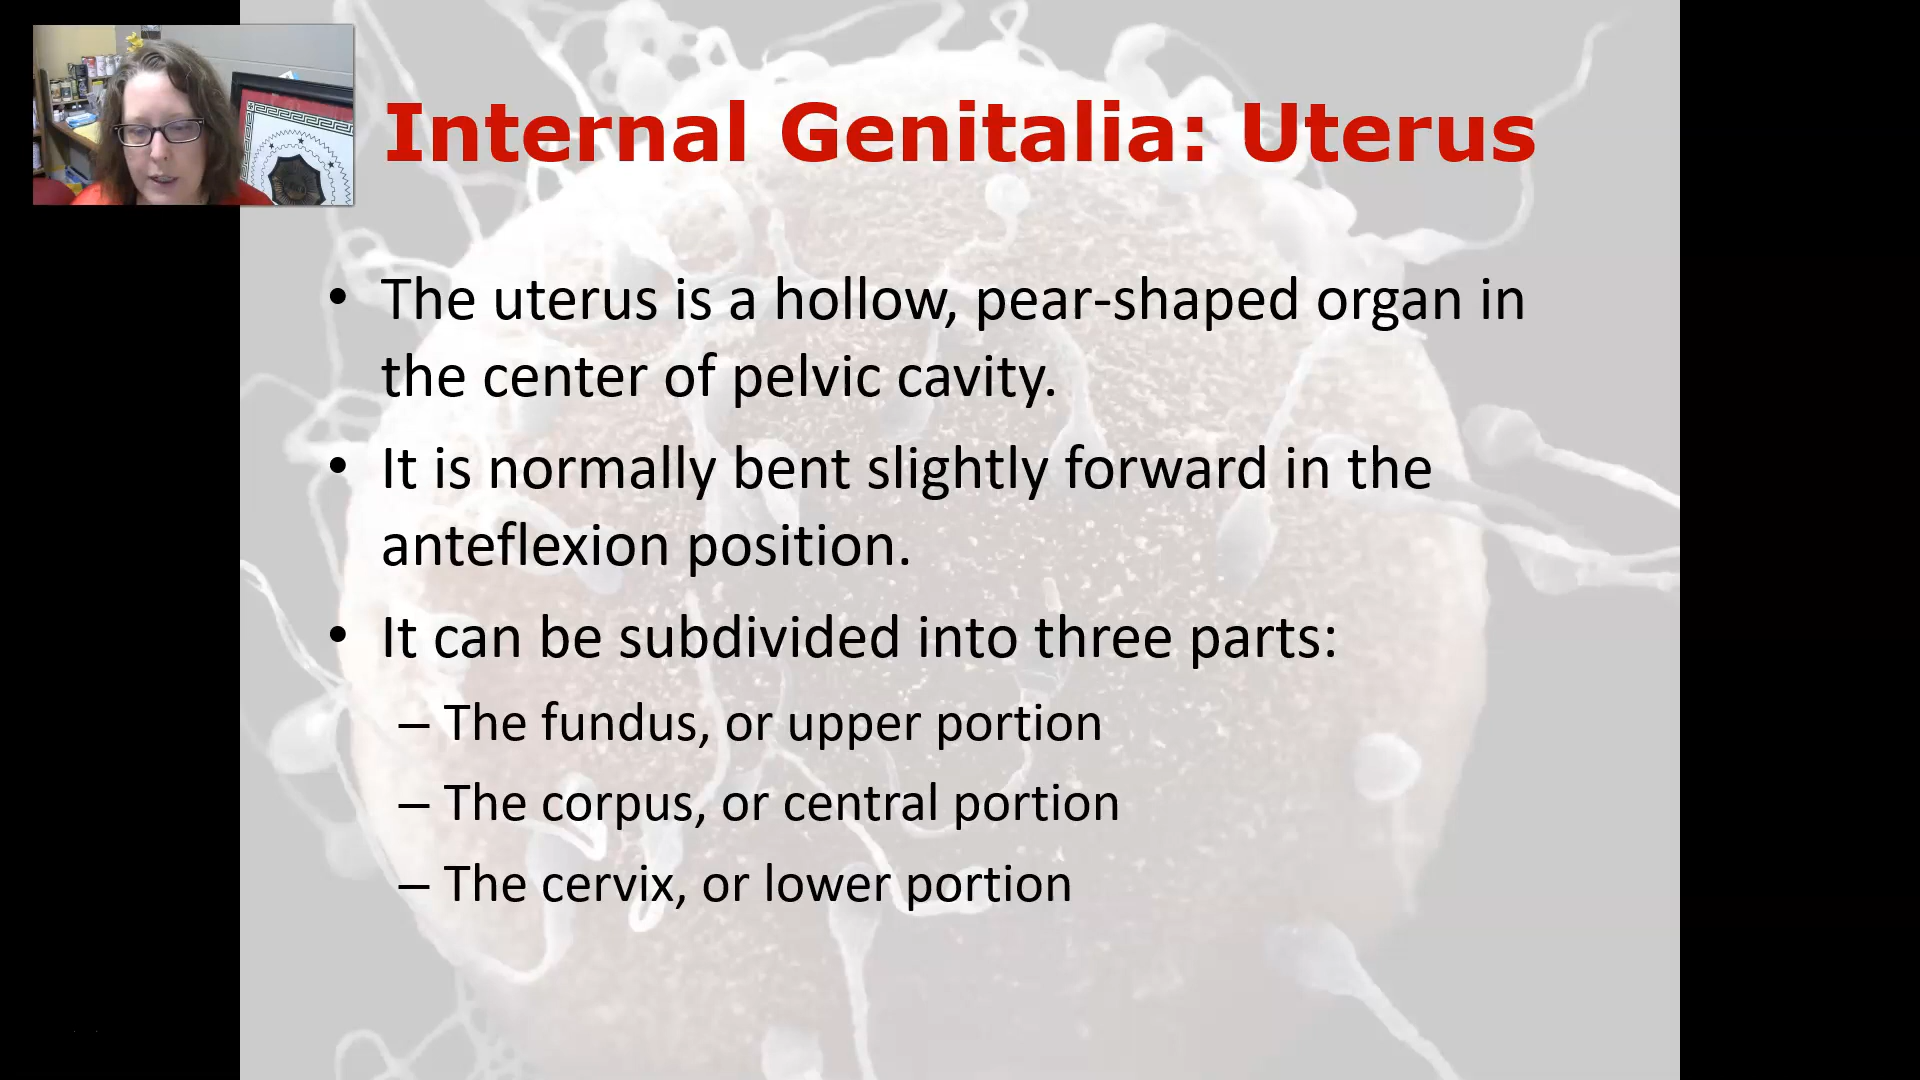 Internal Genitalia: Uterus
• The uterus is a hollow, pear-shaped organ in
the center of pelvic cavity.
• It is normally bent slightly forward in the
anteflexion position.
• It can be subdivided into three parts:
– The fundus, or upper portion
– The corpus, or central portion
– The cervix, or lower portion